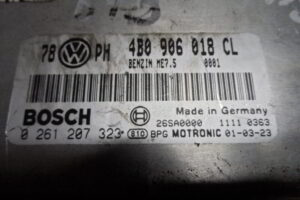 78 PH 4B0 906 018 CL
BENZIN ME7.5 0001
Made in Germany
BOSCH
26SA0000 1111 0363
0 261 207 323 810 BPG MOTRONIC 01-03-23